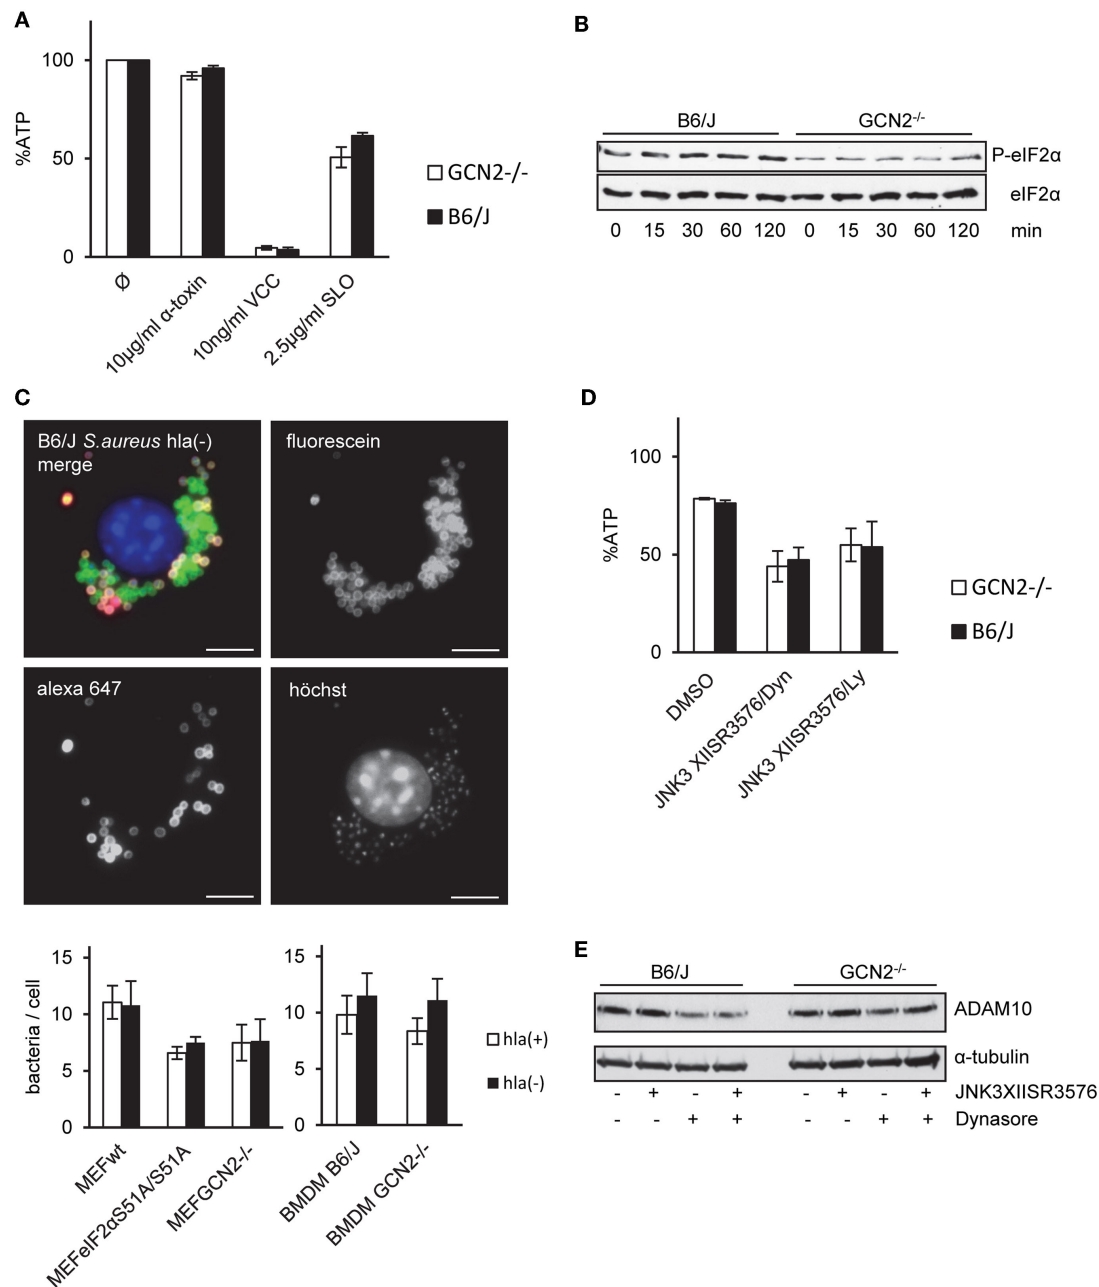 A
100
50
0
%ATP
Ø
10µg/ml α-toxin
10ng/ml VCC
2.5µg/ml SLO
GCN2-/-
B6/J
B
B6/J GCN2-/-
P-eIF2α
eIF2α
0 15 30 60 120 0 15 30 60 120 min
C
B6/J S.aureus hla(-)
merge
fluorescein
alexa 647
höchst
15
10
5
0
bacteria / cell
MEFwt
MEFeIF2αS51A/S51A
MEFGCN2-/-
15
10
5
0
BMDM B6/J
BMDM GCN2-/-
hla(+)
hla(-)
D
100
50
0
%ATP
DMSO
JNK3 XIISR3576/Dyn
JNK3 XIISR3576/Ly
GCN2-/-
B6/J
E
B6/J GCN2-/-
ADAM10
α-tubulin
- + - + - + - + JNK3XIISR3576
- - + + - - + + Dynasore